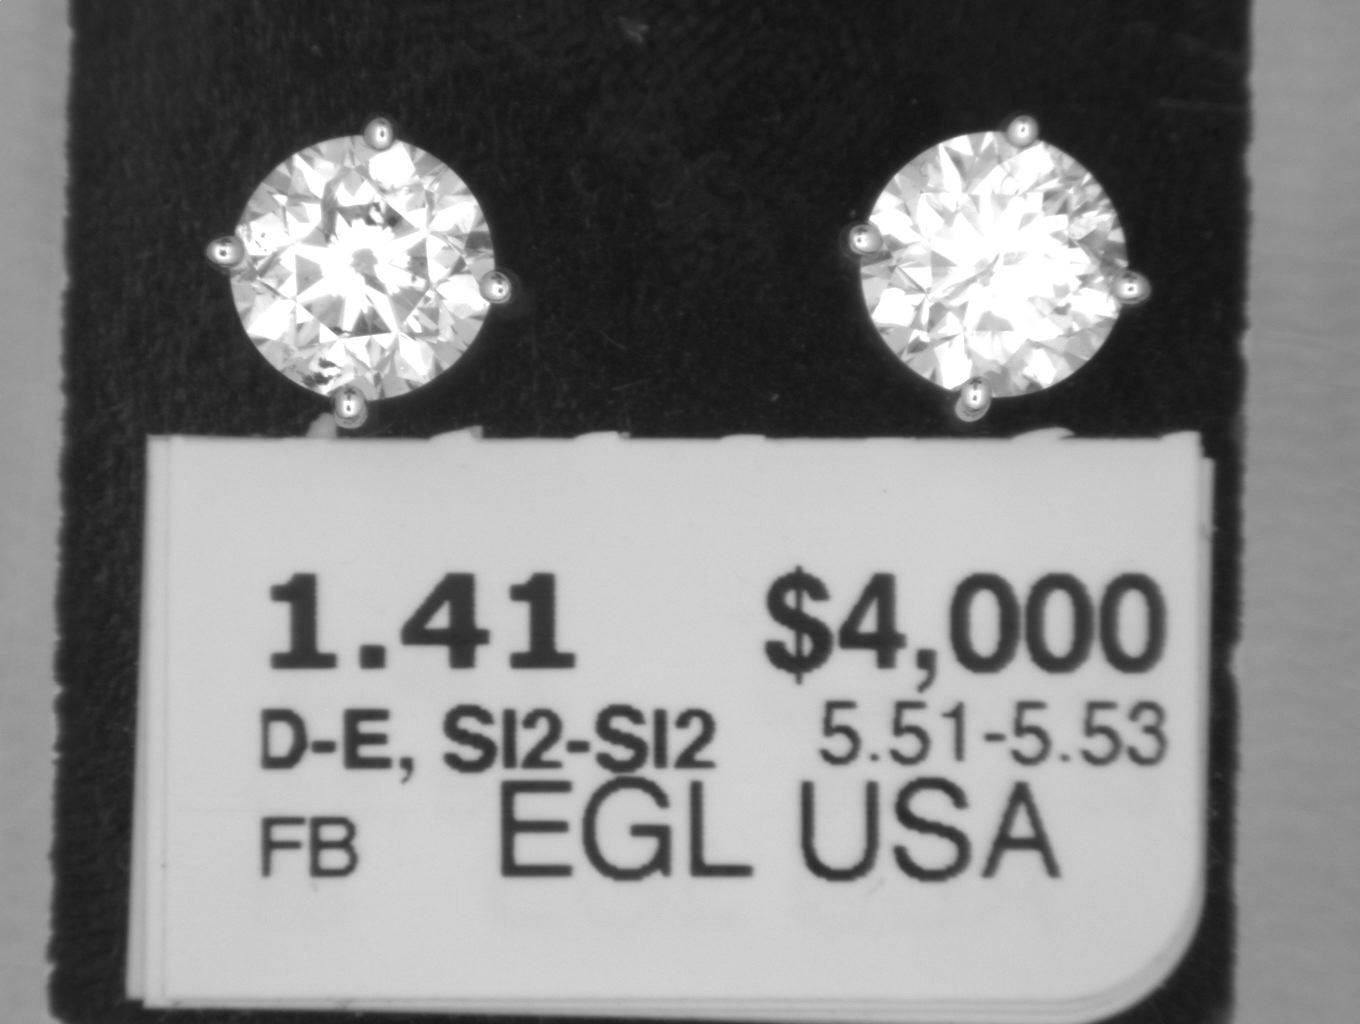 1.41 $4,000
D-E, SI2-SI2 5.51-5.53
FB EGL USA